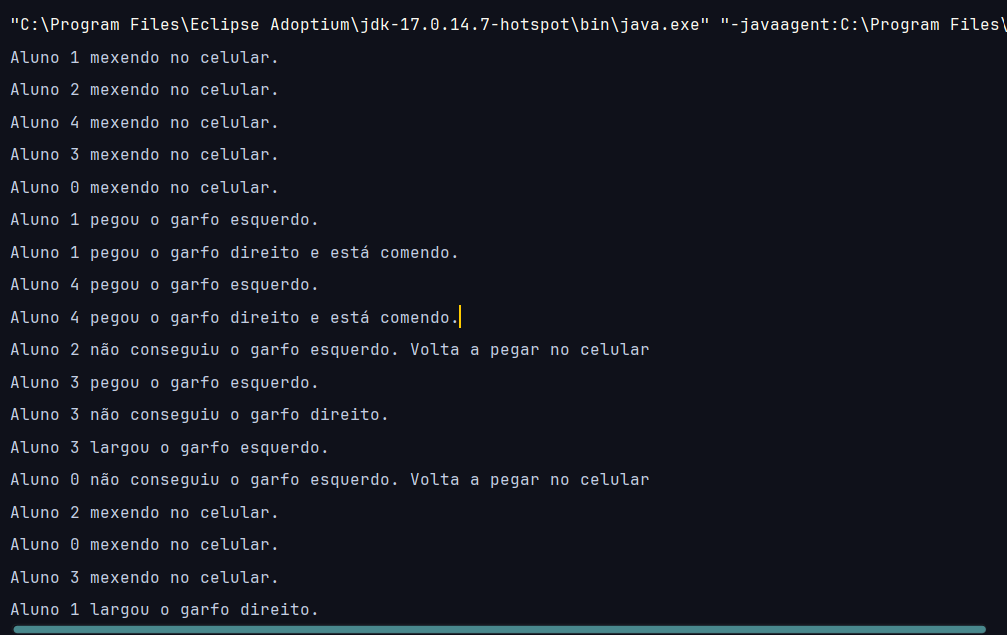 "C:\Program Files\Eclipse Adoptium\jdk-17.0.14.7-hotspot\bin\java.exe" "-javaagent:C:\Program Files\
Aluno 1 mexendo no celular.
Aluno 2 mexendo no celular.
Aluno 4 mexendo no celular.
Aluno 3 mexendo no celular.
Aluno 0 mexendo no celular.
Aluno 1 pegou o garfo esquerdo.
Aluno 1 pegou o garfo direito e está comendo.
Aluno 4 pegou o garfo esquerdo.
Aluno 4 pegou o garfo direito e está comendo.
Aluno 2 não conseguiu o garfo esquerdo. Volta a pegar no celular
Aluno 3 pegou o garfo esquerdo.
Aluno 3 não conseguiu o garfo direito.
Aluno 3 largou o garfo esquerdo.
Aluno 0 não conseguiu o garfo esquerdo. Volta a pegar no celular
Aluno 2 mexendo no celular.
Aluno 0 mexendo no celular.
Aluno 3 mexendo no celular.
Aluno 1 largou o garfo direito.